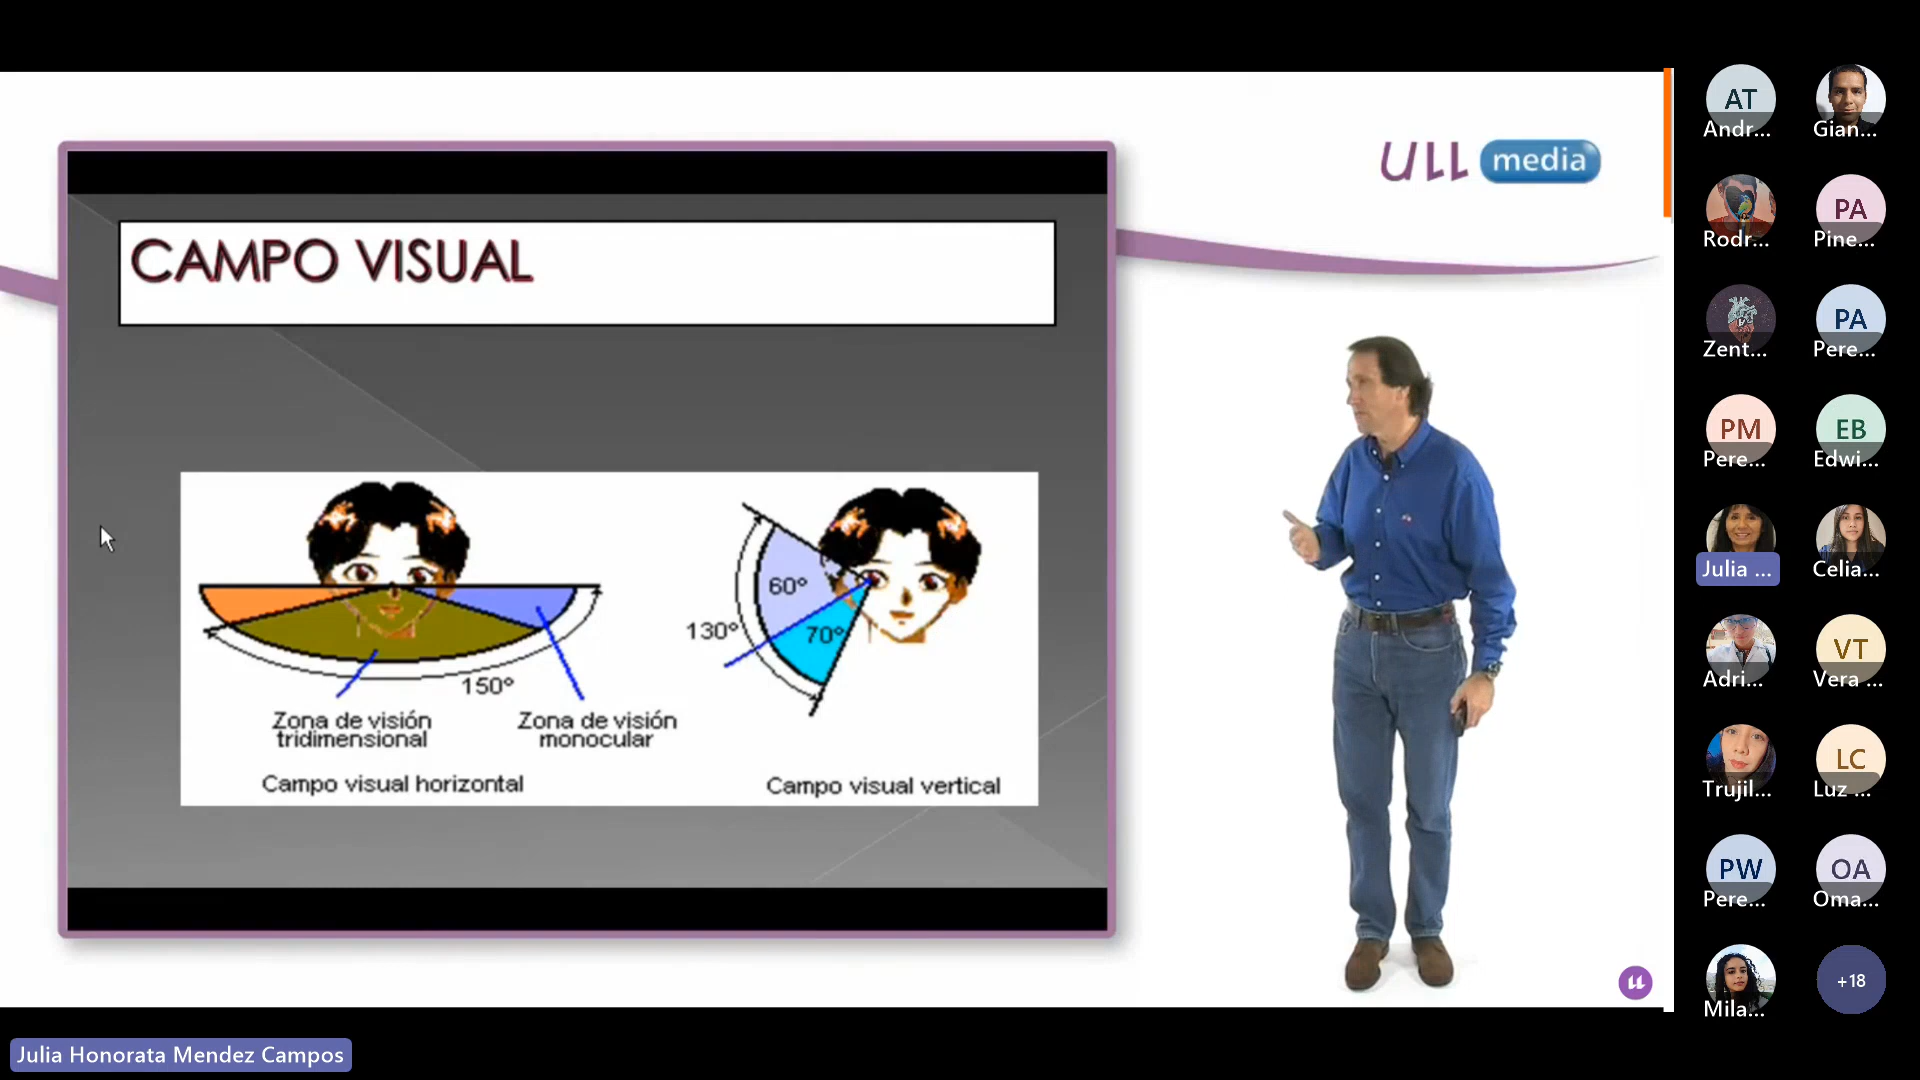 ULL media
CAMPO VISUAL
60°
130°
70°
150°
Zona de visión
tridimensional
Zona de visión
monocular
Campo visual horizontal
Campo visual vertical
AT
Andr...
Gian...
Rodr...
PA
Pine...
Zent...
PA
Pere...
PM
Pere...
EB
Edwi...
Julia ...
Celia...
Adri...
VT
Vera ...
Trujil...
LC
Luz ...
PW
Pere...
OA
Oma...
Mila...
+18
Julia Honorata Mendez Campos